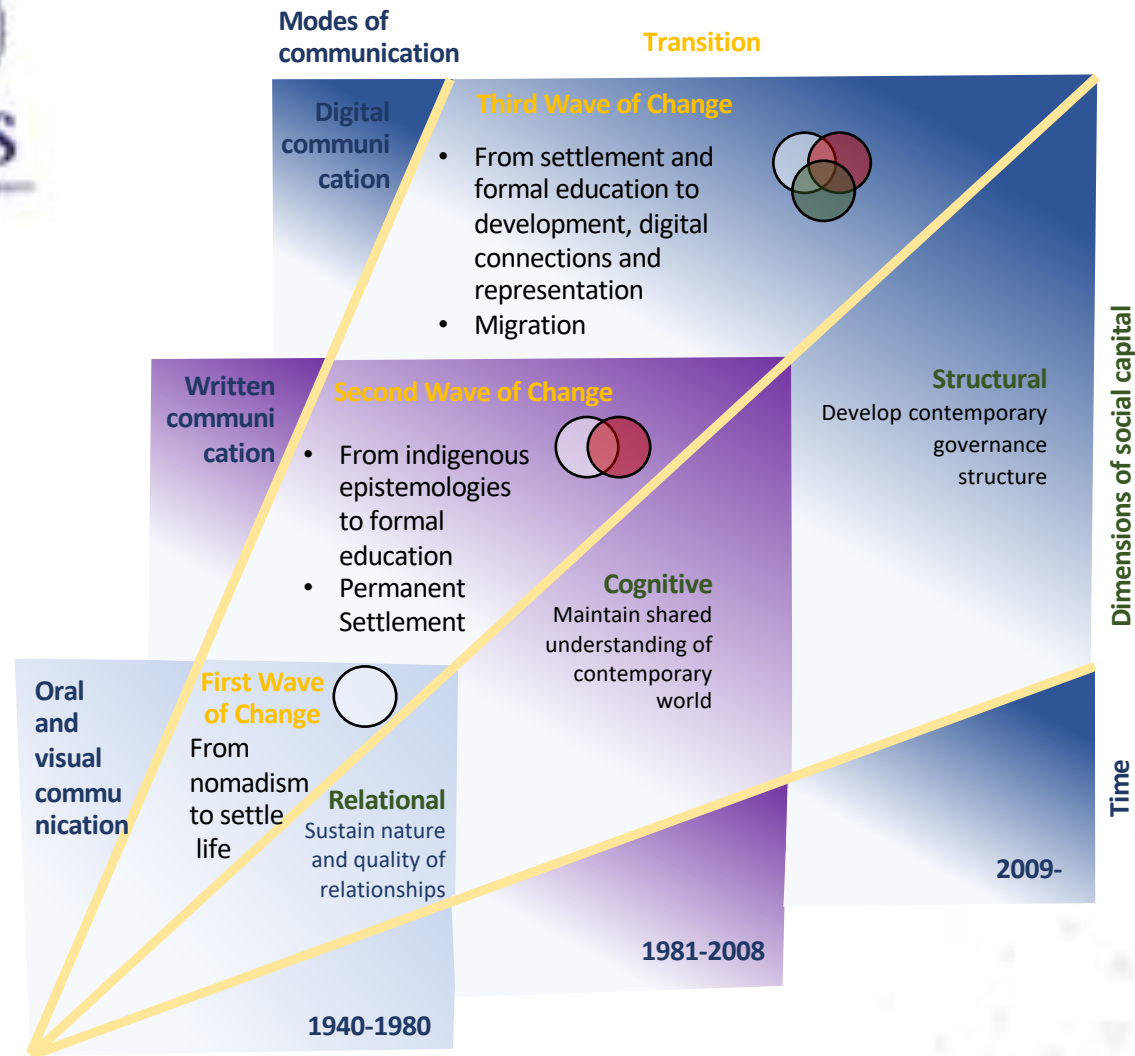 s
Modes of
communication
Transition
Digital
communi
cation
Third Wave of Change
• From settlement and
formal education to
development, digital
connections and
representation
• Migration
Structural
Develop contemporary
governance
structure
Dimensions of social capital
Written
communi
cation
Second Wave of Change
• From indigenous
epistemologies
to formal
education
• Permanent
Settlement
Cognitive
Maintain shared
understanding of
contemporary
world
Oral
and
visual
commu
nication
First Wave
of Change
From
nomadism
to settle
life
Relational
Sustain nature
and quality of
relationships
Time
2009-
1981-2008
1940-1980